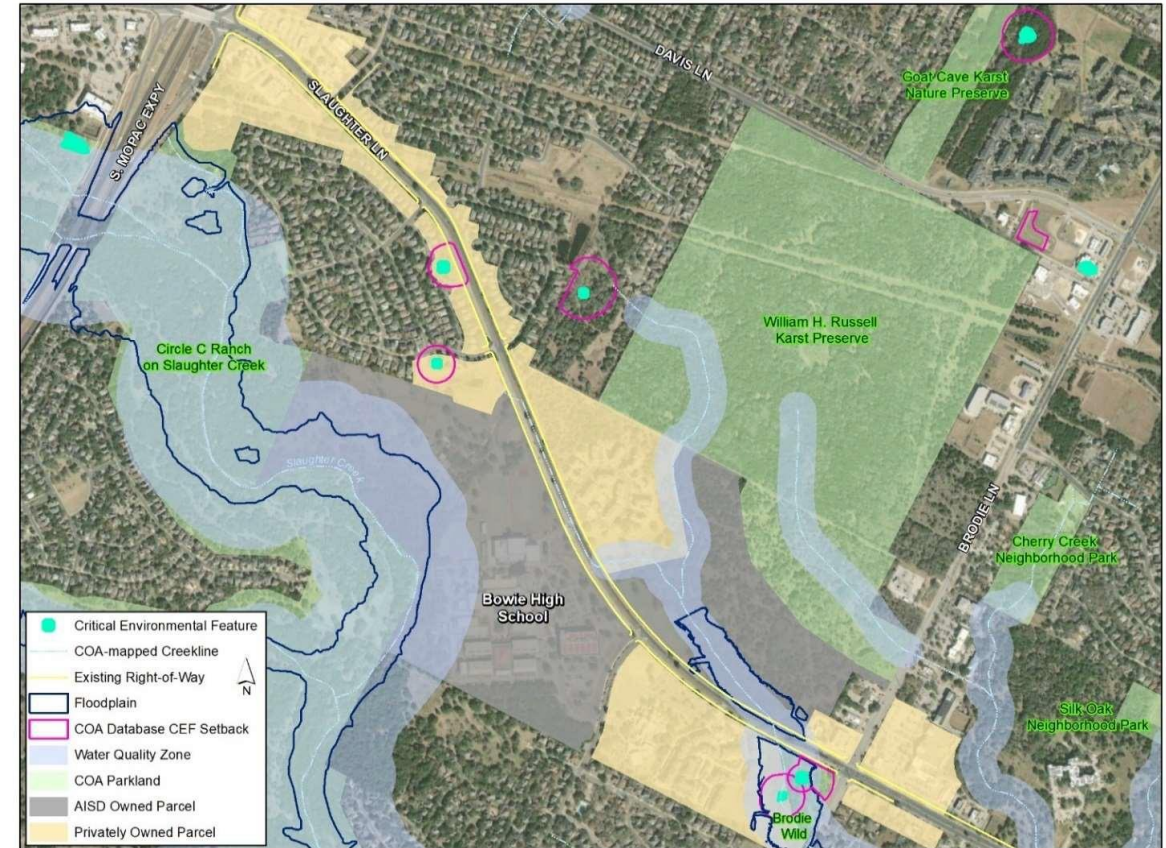 DAVIS LN
Goat Cave Karst
Nature Preserve
S. MOPAC EXPY
SLAUGHTER LN
William H. Russell
Karst Preserve
Circle C Ranch
on Slaughter Creek
Slaughter Creek
BRODIE LN
Cherry Creek
Neighborhood Park
Bowie High
School
Silk Oak
Neighborhood Park
Brodie
Wild
Critical Environmental Feature
COA-mapped Creekline
Existing Right-of-Way
N
Floodplain
COA Database CEF Setback
Water Quality Zone
COA Parkland
AISD Owned Parcel
Privately Owned Parcel